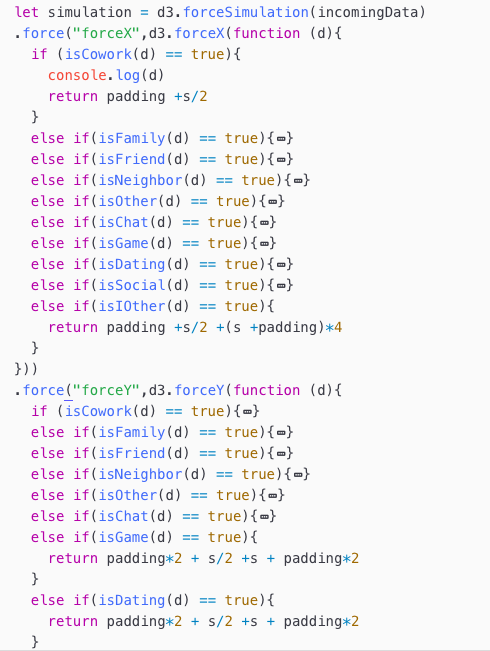 let simulation = d3.forceSimulation(incomingData)
.force("forceX",d3.forceX(function (d){
  if (isCowork(d) == true){
    console.log(d)
    return padding +s/2
  }
  else if(isFamily(d) == true){↔}
  else if(isFriend(d) == true){↔}
  else if(isNeighbor(d) == true){↔}
  else if(isOther(d) == true){↔}
  else if(isChat(d) == true){↔}
  else if(isGame(d) == true){↔}
  else if(isDating(d) == true){↔}
  else if(isSocial(d) == true){↔}
  else if(isIOther(d) == true){
    return padding +s/2 +(s +padding)*4
  }
}))
.force("forceY",d3.forceY(function (d){
  if (isCowork(d) == true){↔}
  else if(isFamily(d) == true){↔}
  else if(isFriend(d) == true){↔}
  else if(isNeighbor(d) == true){↔}
  else if(isOther(d) == true){↔}
  else if(isChat(d) == true){↔}
  else if(isGame(d) == true){
    return padding*2 + s/2 +s + padding*2
  }
  else if(isDating(d) == true){
    return padding*2 + s/2 +s + padding*2
  }